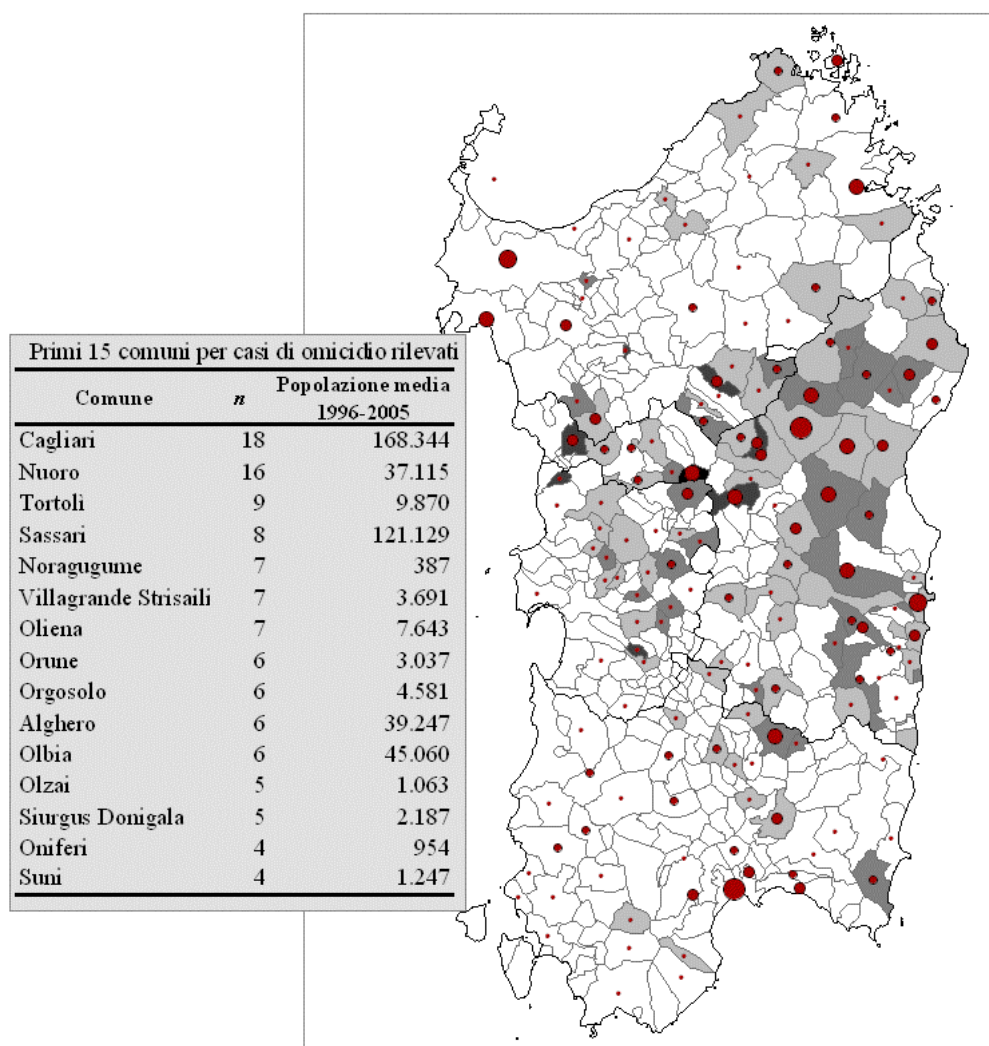 Primi 15 comuni per casi di omicidio rilevati
Comune n Popolazione media 1996-2005
Cagliari 18 168.344
Nuoro 16 37.115
Tortolì 9 9.870
Sassari 8 121.129
Noragugume 7 387
Villagrande Strisaili 7 3.691
Oliena 7 7.643
Orune 6 3.037
Orgosolo 6 4.581
Alghero 6 39.247
Olbia 6 45.060
Olzai 5 1.063
Siurgus Donigala 5 2.187
Oniferi 4 954
Suni 4 1.247